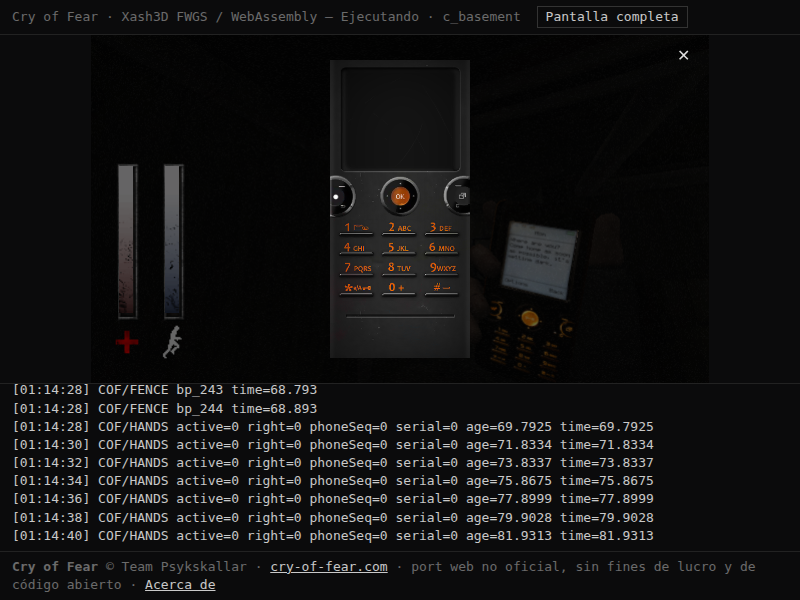 Cry of Fear · Xash3D FWGS / WebAssembly — Ejecutando · c_basement
Pantalla completa
×
OK
1
2 ABC
3 DEF
4 GHI
5 JKL
6 MNO
7 PQRS
8 TUV
9 WXYZ
*
0 +
#
[01:14:28] COF/FENCE bp_243 time=68.793
[01:14:28] COF/FENCE bp_244 time=68.893
[01:14:28] COF/HANDS active=0 right=0 phoneSeq=0 serial=0 age=69.7925 time=69.7925
[01:14:30] COF/HANDS active=0 right=0 phoneSeq=0 serial=0 age=71.8334 time=71.8334
[01:14:32] COF/HANDS active=0 right=0 phoneSeq=0 serial=0 age=73.8337 time=73.8337
[01:14:34] COF/HANDS active=0 right=0 phoneSeq=0 serial=0 age=75.8675 time=75.8675
[01:14:36] COF/HANDS active=0 right=0 phoneSeq=0 serial=0 age=77.8999 time=77.8999
[01:14:38] COF/HANDS active=0 right=0 phoneSeq=0 serial=0 age=79.9028 time=79.9028
[01:14:40] COF/HANDS active=0 right=0 phoneSeq=0 serial=0 age=81.9313 time=81.9313
Cry of Fear © Team Psykskallar · cry-of-fear.com · port web no oficial, sin fines de lucro y de
código abierto · Acerca de